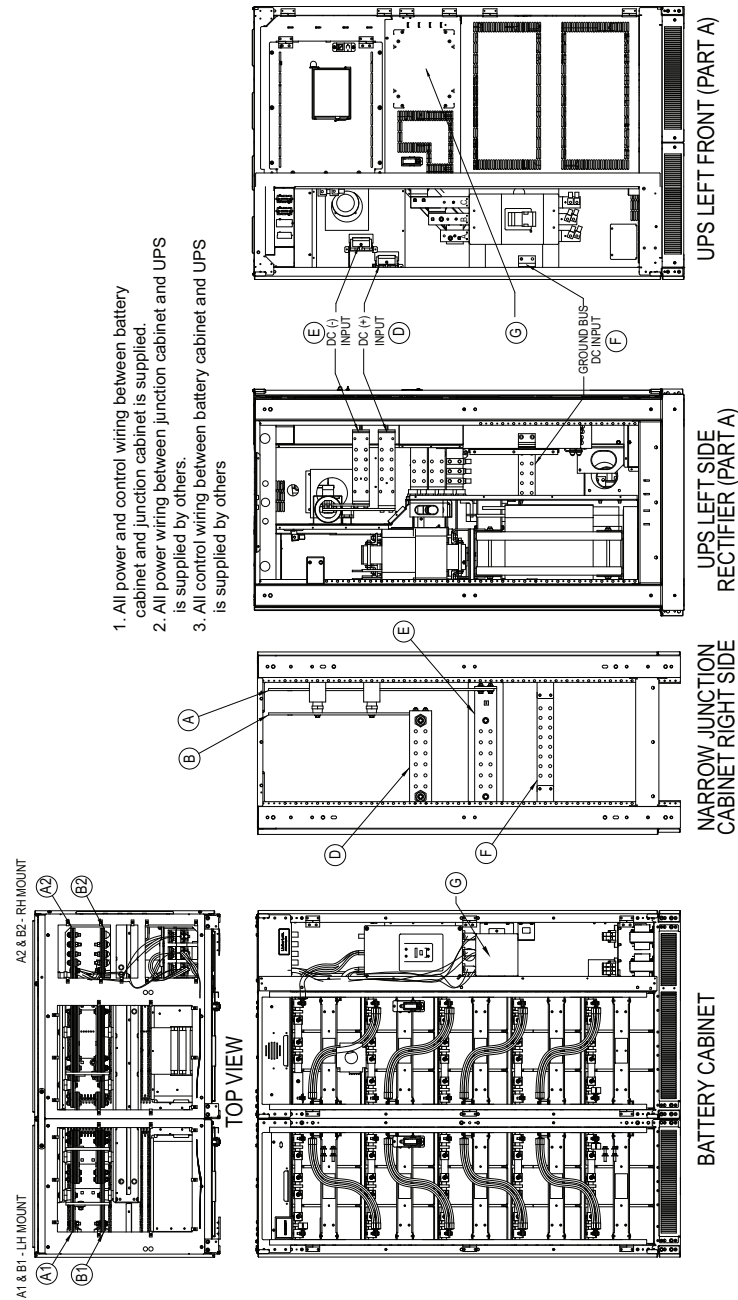 1. All power and control wiring between battery
cabinet and junction cabinet is supplied.
2. All power wiring between junction cabinet and UPS
is supplied by others.
3. All control wiring between battery cabinet and UPS
is supplied by others
A1 & B1 - LH MOUNT
A2 & B2 - RH MOUNT
A1
B1
A2
B2
TOP VIEW
G
BATTERY CABINET
B
A
D
E
F
NARROW JUNCTION
CABINET RIGHT SIDE
E
DC (-)
INPUT
DC (+)
INPUT
D
G
GROUND BUS
DC INPUT
F
UPS LEFT SIDE
RECTIFIER (PART A)
UPS LEFT FRONT (PART A)